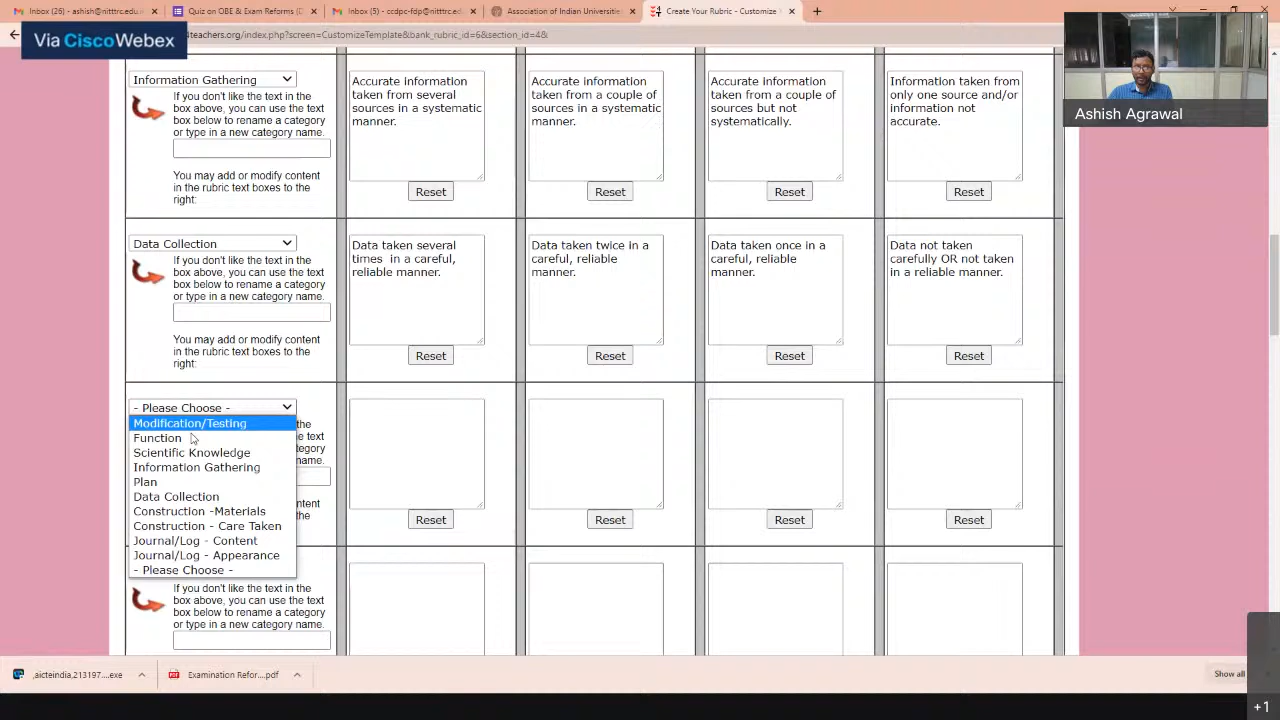 Inbox (26) - ashish@nitttrc.edu.i
Quiz on OBE & Exam Reforms (D
Inbox (5) - ccdpc-fyp@nitttrc.ed
Association of Indian Universities
Create Your Rubric - Customize
Via CiscoWebex
4teachers.org/index.php?screen=CustomizeTemplate&bank_rubric_id=6&section_id=4&
Ashish Agrawal
Information Gathering
If you don't like the text in the
box above, you can use the text
box below to rename a category
or type in a new category name.
You may add or modify content
in the rubric text boxes to the
right:
Accurate information
taken from several
sources in a systematic
manner.
Reset
Accurate information
taken from a couple of
sources in a systematic
manner.
Reset
Accurate information
taken from a couple of
sources but not
systematically.
Reset
Information taken from
only one source and/or
information not
accurate.
Reset
Data Collection
If you don't like the text in the
box above, you can use the text
box below to rename a category
or type in a new category name.
You may add or modify content
in the rubric text boxes to the
right:
Data taken several
times in a careful,
reliable manner.
Reset
Data taken twice in a
careful, reliable
manner.
Reset
Data taken once in a
careful, reliable
manner.
Reset
Data not taken
carefully OR not taken
in a reliable manner.
Reset
- Please Choose -
Modification/Testing
Function
Scientific Knowledge
Information Gathering
Plan
Data Collection
Construction -Materials
Construction - Care Taken
Journal/Log - Content
Journal/Log - Appearance
- Please Choose -
the
text
tegory
name.
ntent
the
Reset
Reset
Reset
Reset
If you don't like the text in the
box above, you can use the text
box below to rename a category
or type in a new category name.
,aicteindia,213197....exe
Examination Refor....pdf
Show all
+1